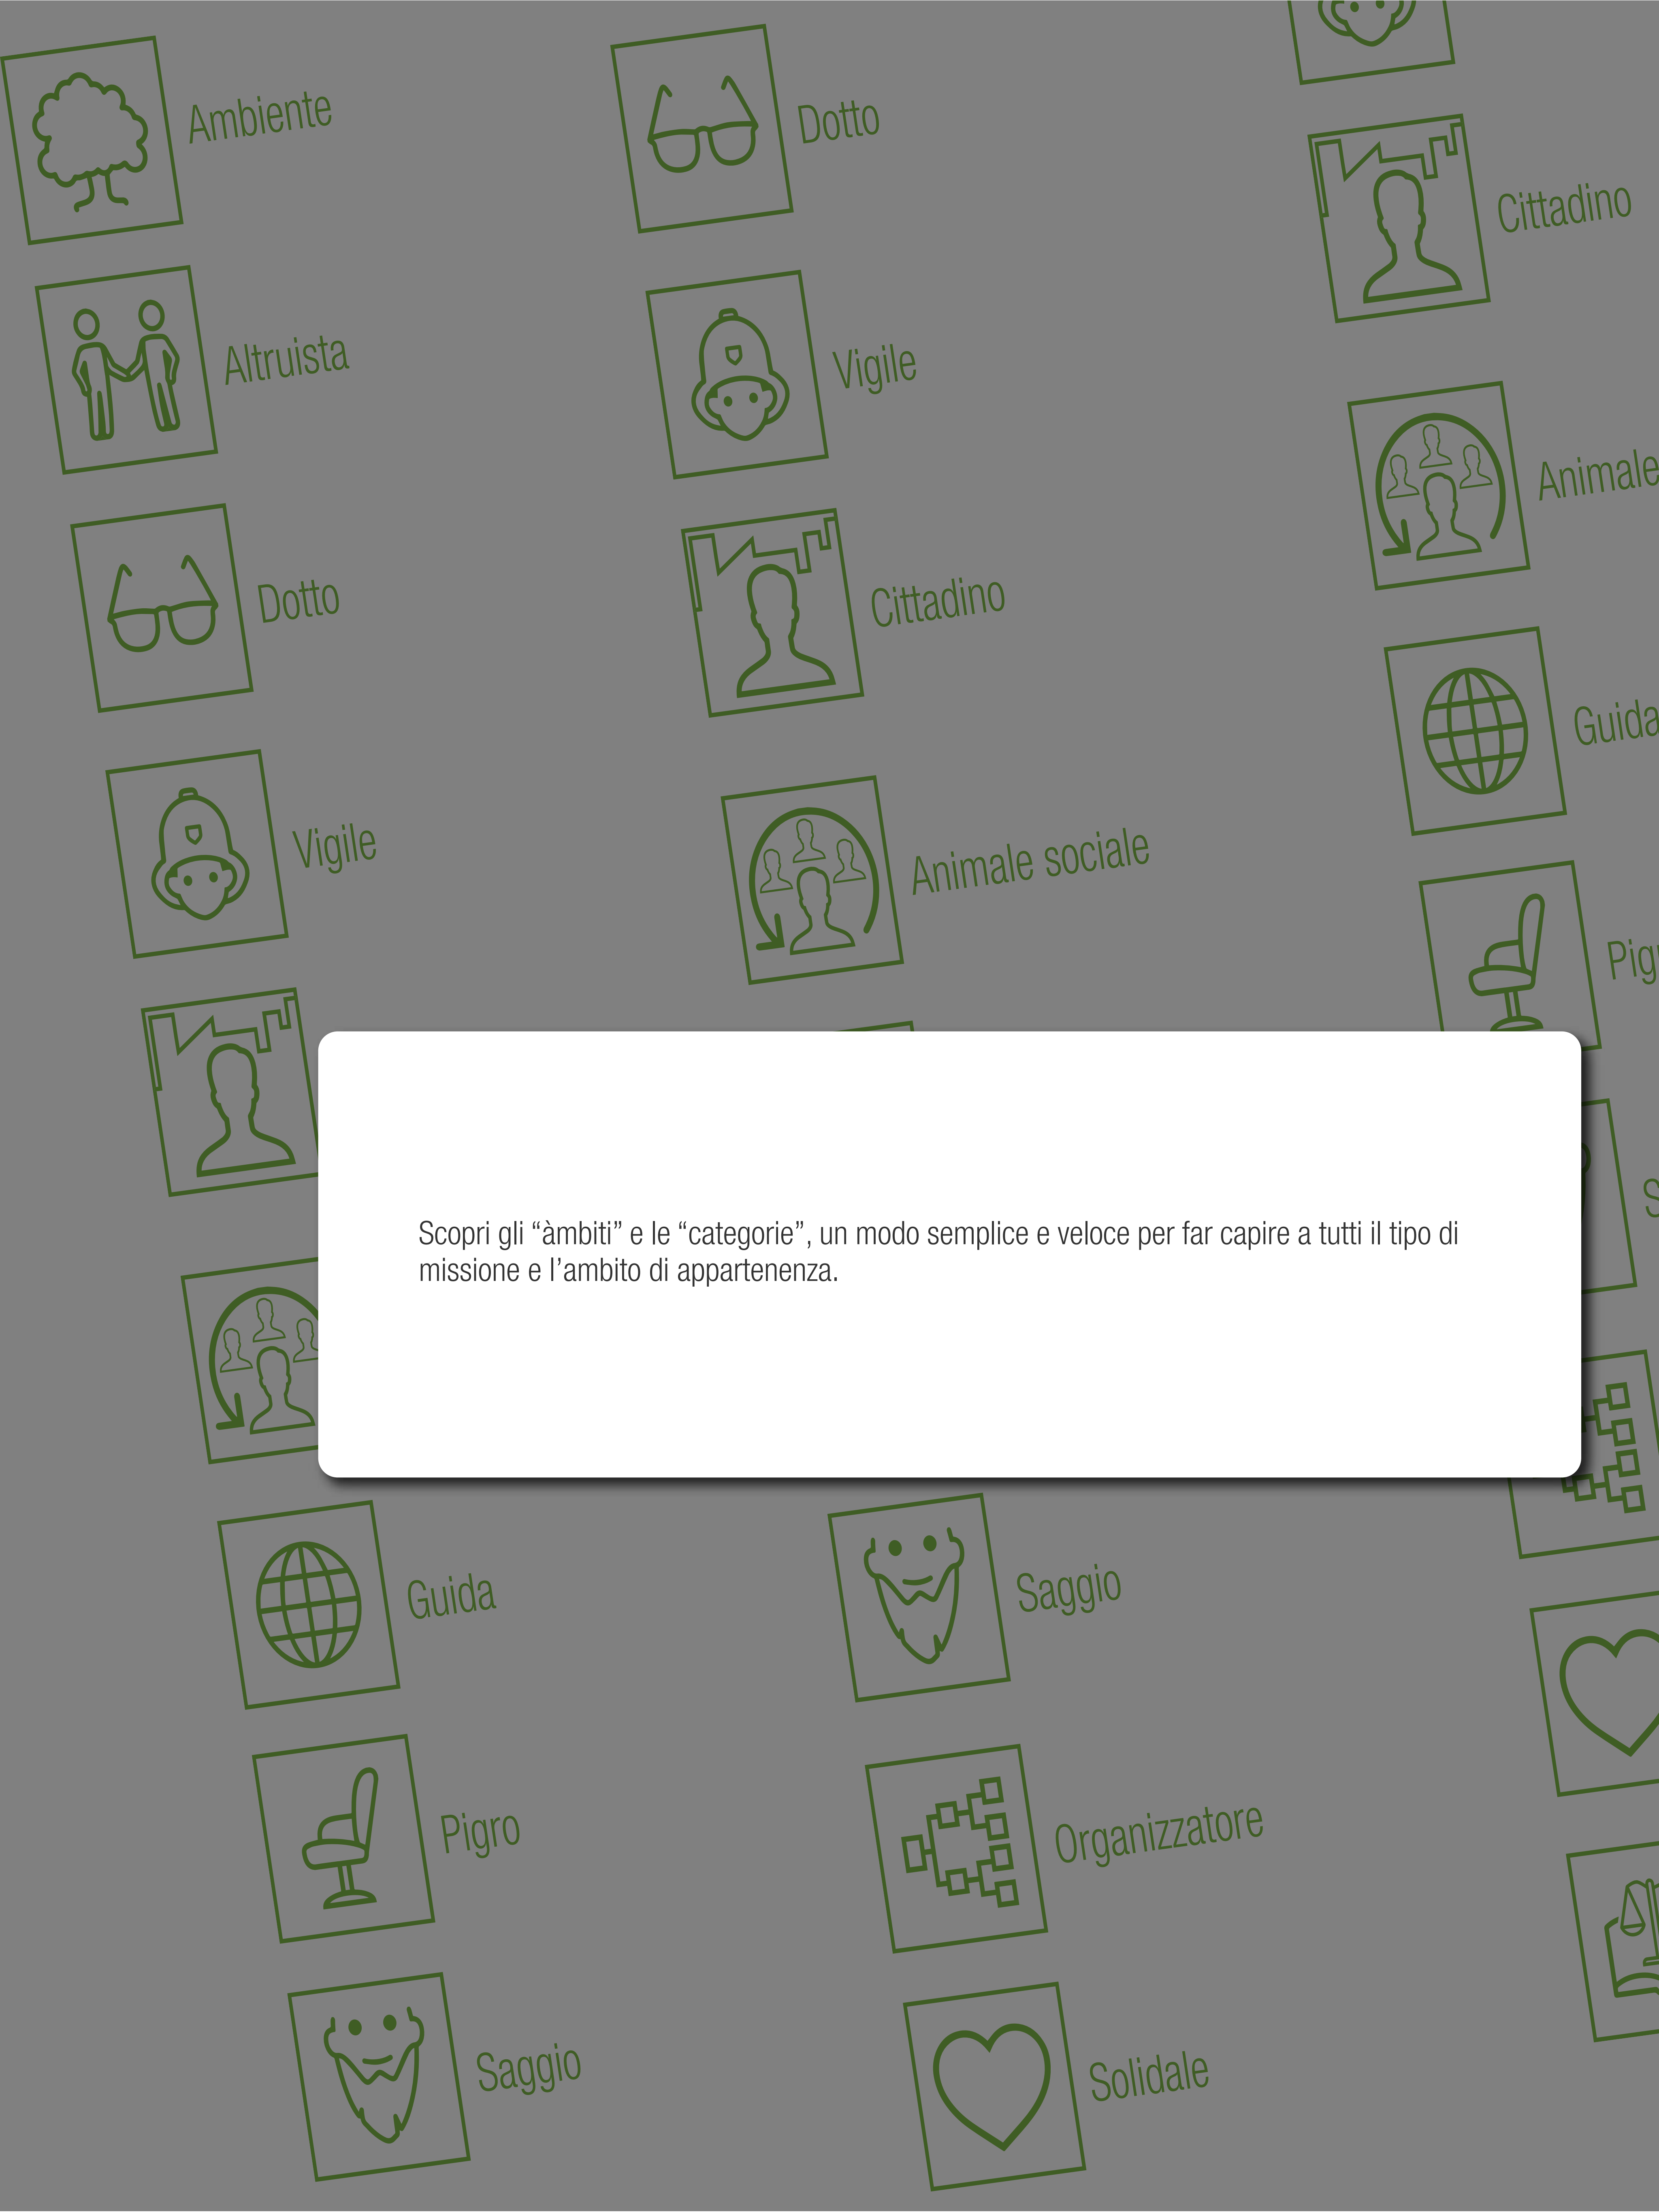 Ambiente
Altruista
Dotto
Vigile
Dotto
Vigile
Cittadino
Animale sociale
Cittadino
Animale
Guida
Scopri gli “àmbiti” e le “categorie”, un modo semplice e veloce per far capire a tutti il tipo di
missione e l’ambito di appartenenza.
Guida
Pigro
Saggio
Saggio
Organizzatore
Solidale